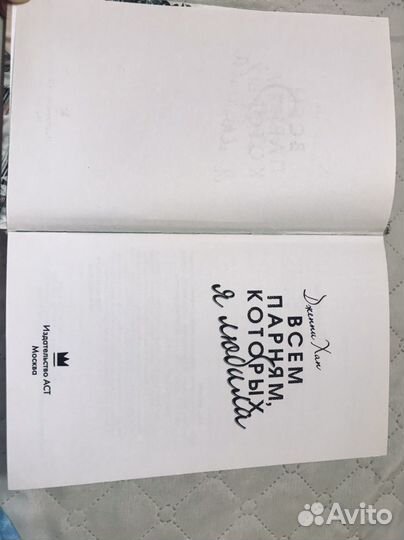 Дженни Хан
ВСЕМ
ПАРНЯМ,
КОТОРЫХ
я любила
Издательство АСТ
Москва
Avito